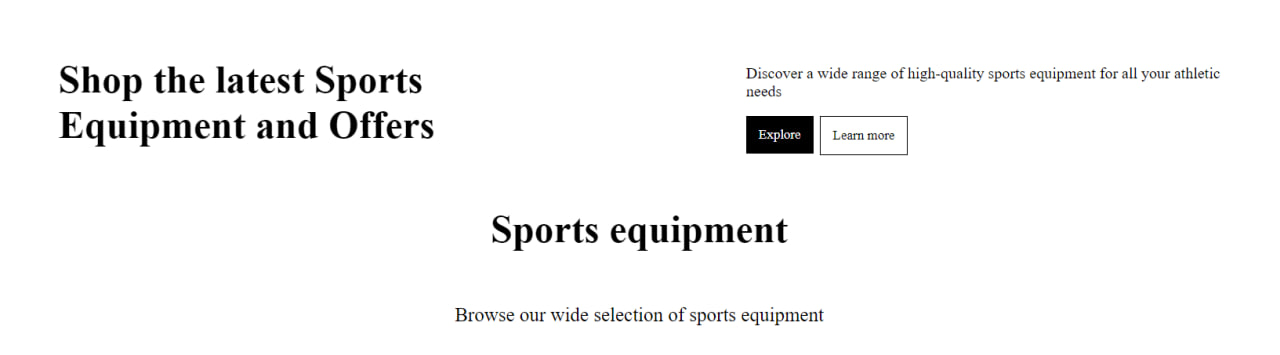 Shop the latest Sports
Equipment and Offers
Discover a wide range of high-quality sports equipment for all your athletic
needs
Explore
Learn more
Sports equipment
Browse our wide selection of sports equipment